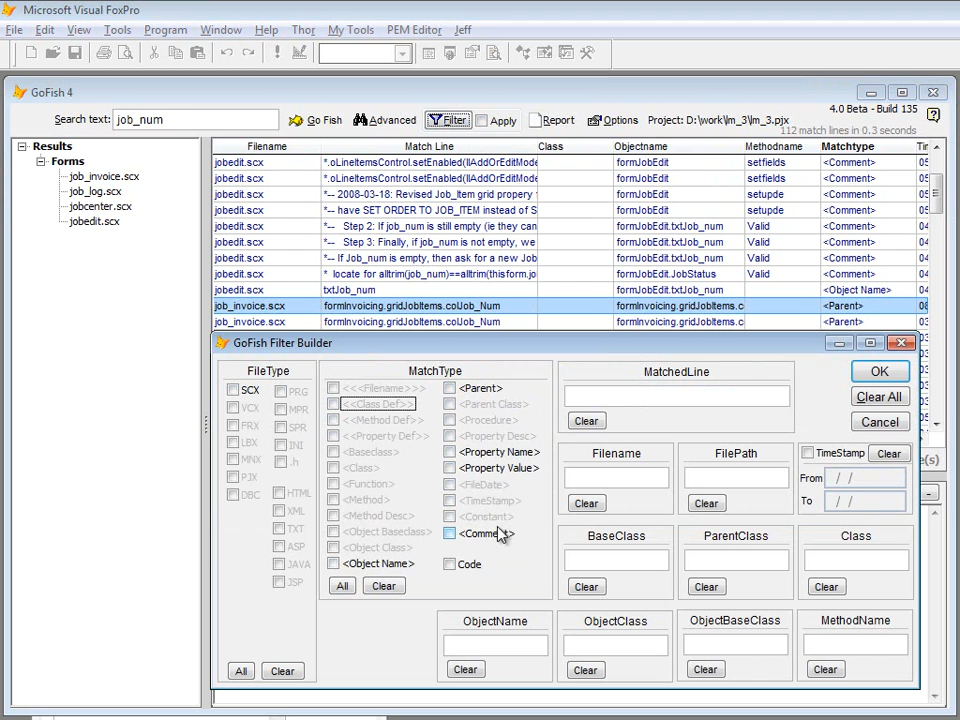 Microsoft Visual FoxPro
File Edit View Tools Program Window Help Thor My Tools PEM Editor Jeff
GoFish 4
4.0 Beta - Build 135
Search text: job_num Go Fish Advanced Filter Apply Report Options Project: D:\work\lm_3\lm_3.pjx
112 match lines in 0.3 seconds
Results
Forms
job_invoice.scx
job_log.scx
jobcenter.scx
jobedit.scx
Filename Match Line Class Objectname Methodname Matchtype
jobedit.scx *.oLineItemsControl.setEnabled(llAddOrEditMode formJobEdit setfields <Comment>
jobedit.scx *.oLineItemsControl.setEnabled(llAddOrEditMode formJobEdit setfields <Comment>
jobedit.scx *-- 2008-03-18: Revised Job_Item grid propery formJobEdit setupde <Comment>
jobedit.scx *-- have SET ORDER TO JOB_ITEM instead of S formJobEdit setupde <Comment>
jobedit.scx *-- Step 2: If job_num is still empty (ie they can formJobEdit.txtJob_num Valid <Comment>
jobedit.scx *-- Step 3: Finally, if job_num is not empty, we formJobEdit.txtJob_num Valid <Comment>
jobedit.scx *-- If Job_num is empty, then ask for a new Job formJobEdit.txtJob_num Valid <Comment>
jobedit.scx * locate for alltrim(job_num)==alltrim(thisform.jo formJobEdit.JobStatus Valid <Comment>
jobedit.scx txtJob_num formJobEdit.txtJob_num <Object Name>
job_invoice.scx formInvoicing.gridJobItems.colJob_Num formInvoicing.gridJobItems.c <Parent>
job_invoice.scx formInvoicing.gridJobItems.colJob_Num formInvoicing.gridJobItems.c <Parent>
GoFish Filter Builder
FileType
SCX PRG
VCX MPR
FRX SPR
LBX INI
MNX .h
PJX
DBC HTML
XML
TXT
ASP
JAVA
JSP
All Clear
MatchType
<<<Filename>>> <Parent>
<<Class Def>> <Parent Class>
<<Method Def>> <Procedure>
<<Property Def>> <Property Desc>
<Baseclass> <Property Name>
<Class> <Property Value>
<Function> <FileDate>
<Method> <TimeStamp>
<Method Desc> <Constant>
<Object Baseclass> <Comment>
<Object Class>
<Object Name> Code
All Clear
MatchedLine
Clear
OK
Clear All
Cancel
Filename
Clear
FilePath
Clear
TimeStamp Clear
From / /
To / /
BaseClass
Clear
ParentClass
Clear
Class
Clear
ObjectName
Clear
ObjectClass
Clear
ObjectBaseClass
Clear
MethodName
Clear